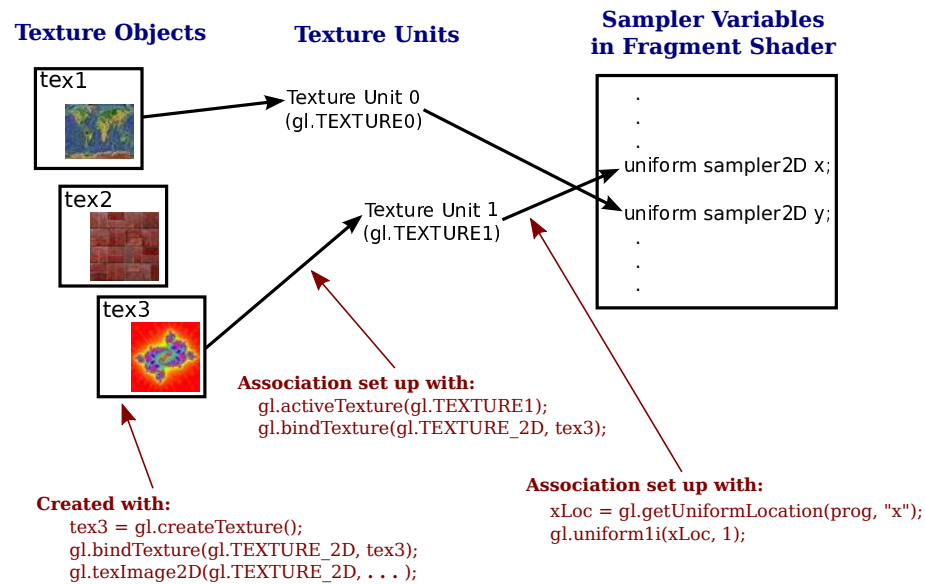 Texture Objects
Texture Units
Sampler Variables
in Fragment Shader
tex1
tex2
tex3
Texture Unit 0
(gl.TEXTURE0)
Texture Unit 1
(gl.TEXTURE1)
.
.
.
uniform sampler2D x;
uniform sampler2D y;
.
.
.
Association set up with:
gl.activeTexture(gl.TEXTURE1);
gl.bindTexture(gl.TEXTURE_2D, tex3);
Created with:
tex3 = gl.createTexture();
gl.bindTexture(gl.TEXTURE_2D, tex3);
gl.texImage2D(gl.TEXTURE_2D, . . . );
Association set up with:
xLoc = gl.getUniformLocation(prog, "x");
gl.uniform1i(xLoc, 1);